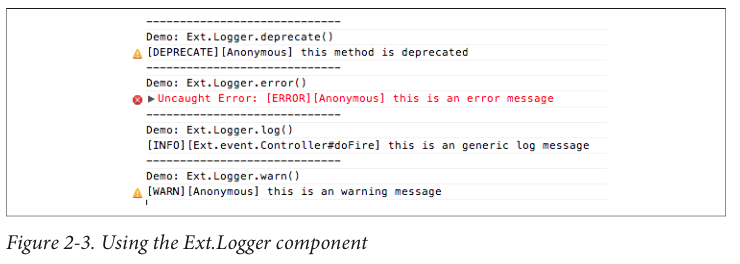 -----------------------------
Demo: Ext.Logger.deprecate()
[DEPRECATE][Anonymous] this method is deprecated
-----------------------------
Demo: Ext.Logger.error()
Uncaught Error: [ERROR][Anonymous] this is an error message
-----------------------------
Demo: Ext.Logger.log()
[INFO][Ext.event.Controller#doFire] this is an generic log message
-----------------------------
Demo: Ext.Logger.warn()
[WARN][Anonymous] this is an warning message
Figure 2-3. Using the Ext.Logger component